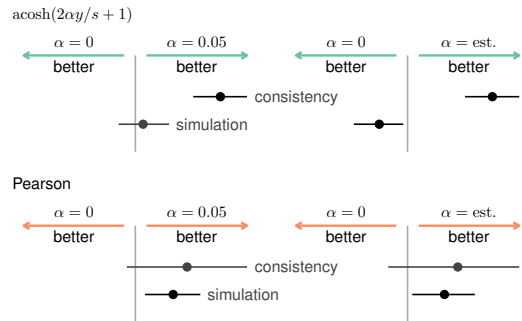 acosh(2αy/s + 1)
α = 0 α = 0.05 α = 0 α = est.
better better better better
consistency
simulation
Pearson
α = 0 α = 0.05 α = 0 α = est.
better better better better
consistency
simulation